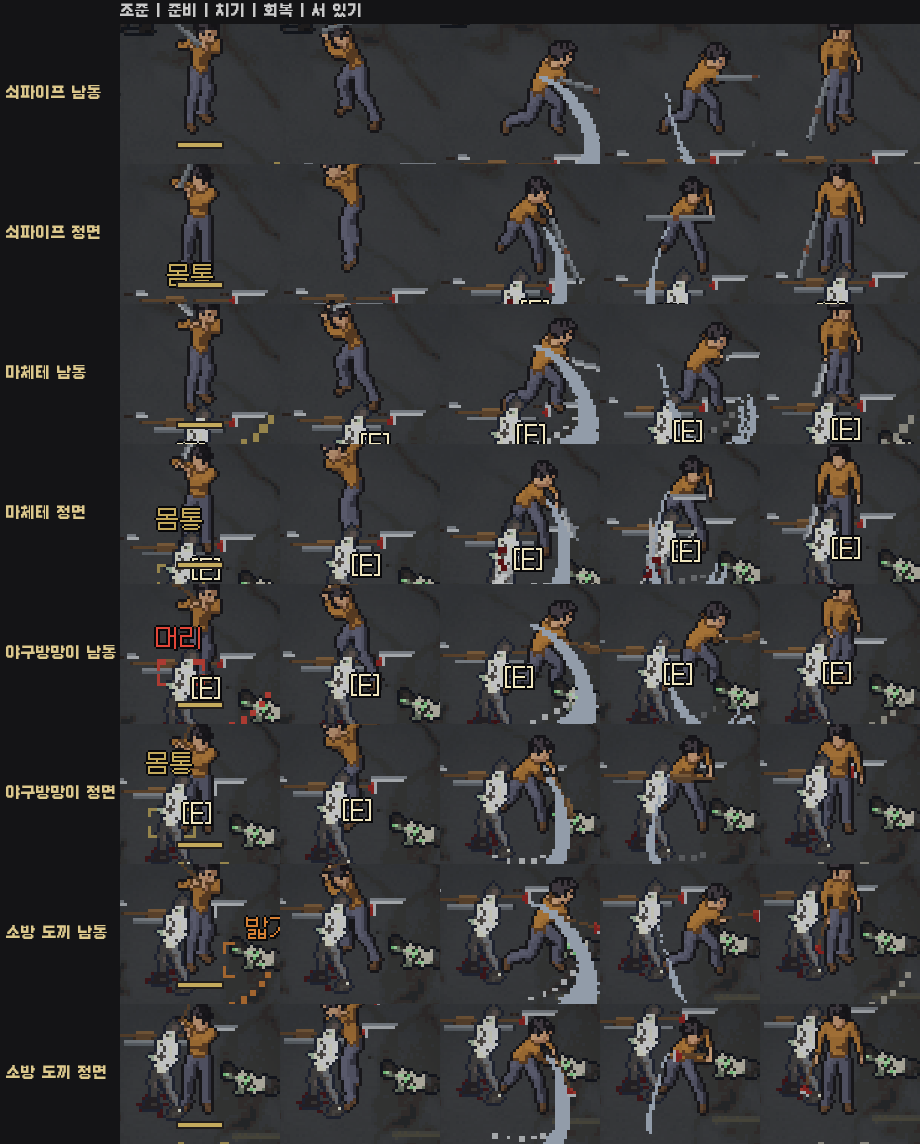 조준 | 준비 | 치기 | 회복 | 서 있기
쇠파이프 남동
쇠파이프 정면
몸통
마체테 남동
[E] [E] [E] [E]
마체테 정면
몸통
[E] [E] [E] [E] [E]
야구방망이 남동
머리
[E] [E] [E] [E] [E]
야구방망이 정면
몸통
[E] [E]
소방 도끼 남동
소방 도끼 정면